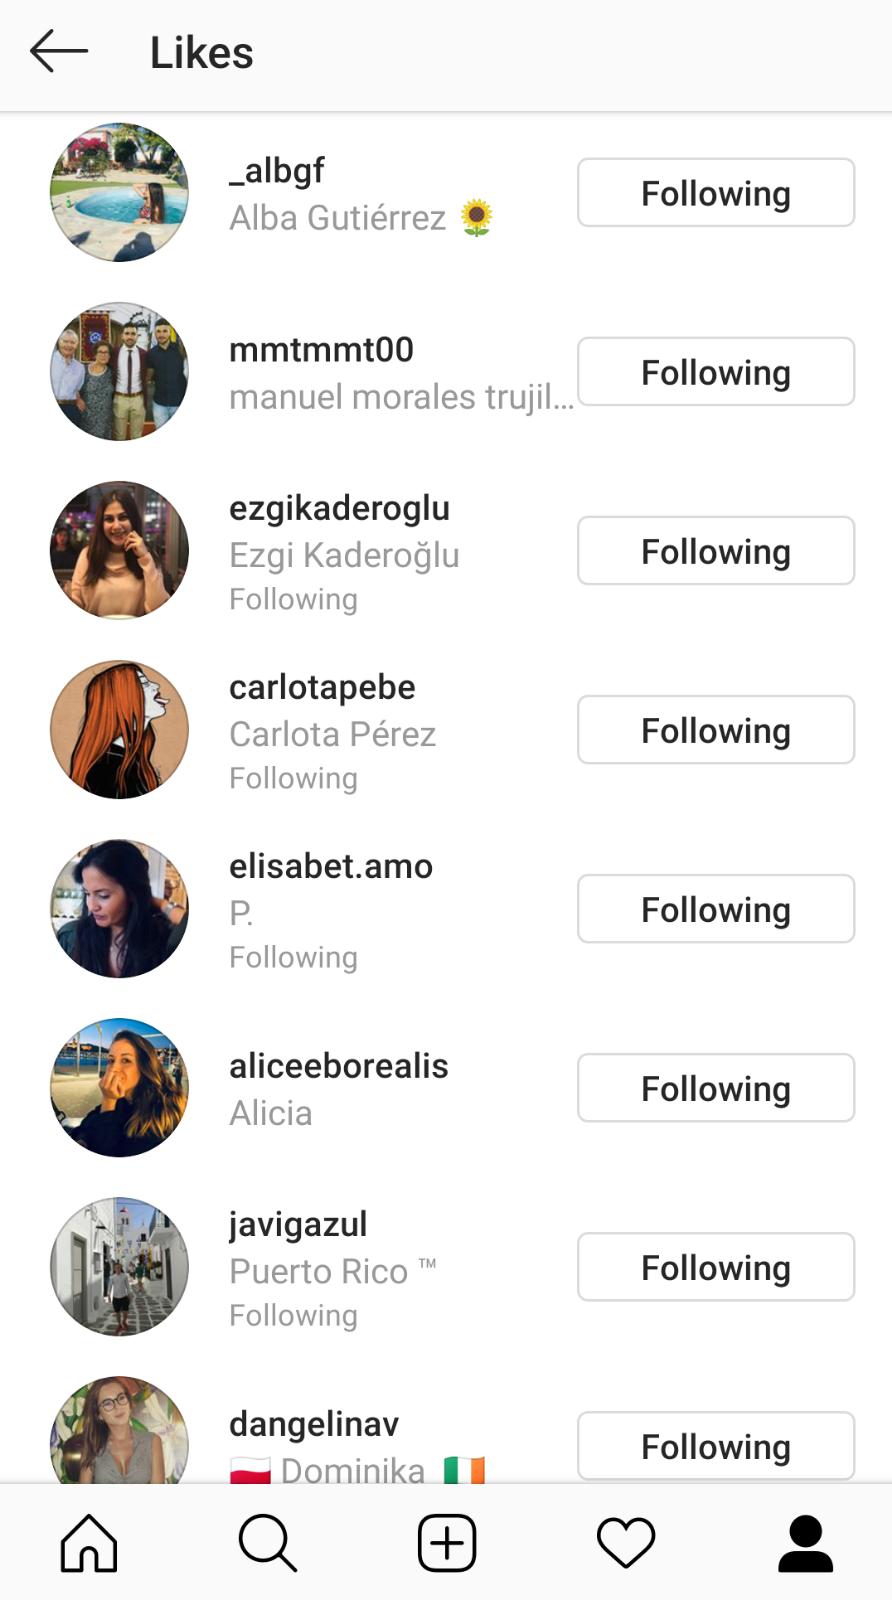 Likes
_albgf
Alba Gutiérrez 🌻
Following
mmtmmt00
manuel morales trujil...
Following
ezgikaderoglu
Ezgi Kaderoğlu
Following
Following
carlotapebe
Carlota Pérez
Following
Following
elisabet.amo
P.
Following
Following
aliceeborealis
Alicia
Following
javigazul
Puerto Rico ™
Following
Following
dangelinav
🇵🇱 Dominika 🇮🇪
Following